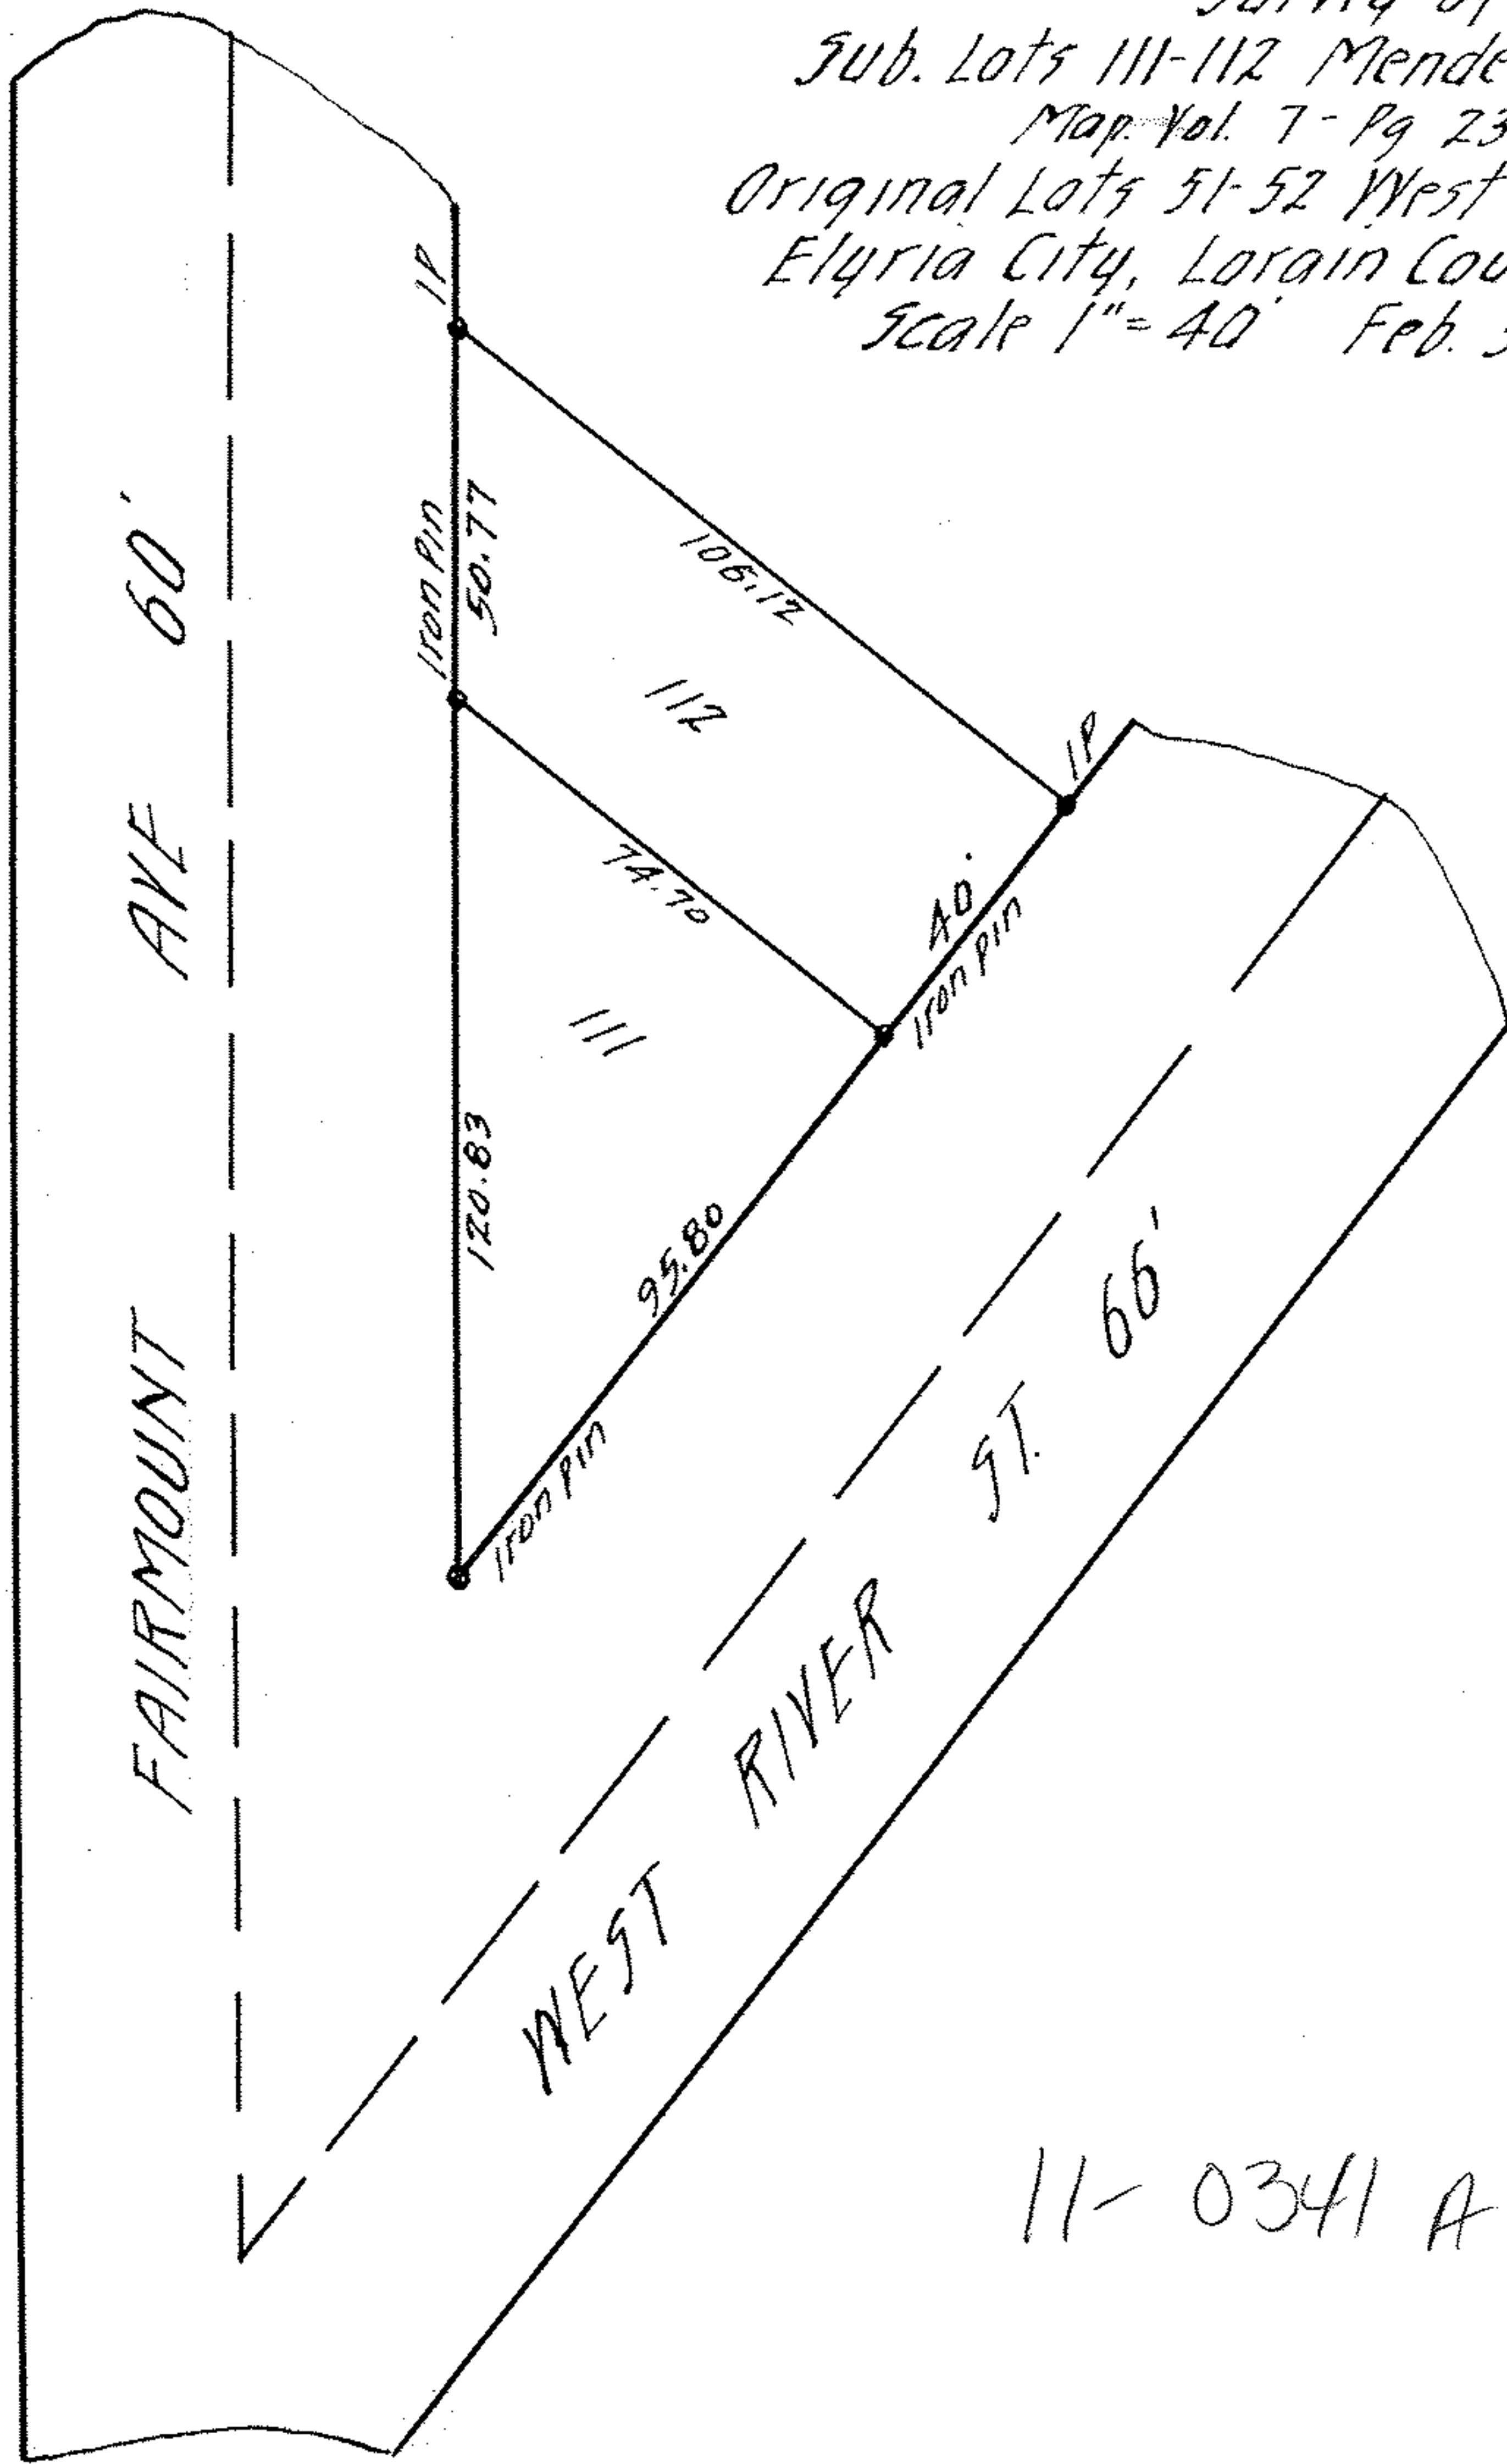 Survey of
Sub. Lots 111-112
Map. Vol. 7 - Pg 23
Original Lots 51-52 West
Elyria City, Lorain
Scale 1"= 40' Feb.
FAIRMOUNT AVE 60'
IP
Iron Pin
50.77
106.12
112
IP
74.70
40'
Iron Pin
111
120.83
95.80
Iron Pin
WEST RIVER ST. 66'
11- 0341 A